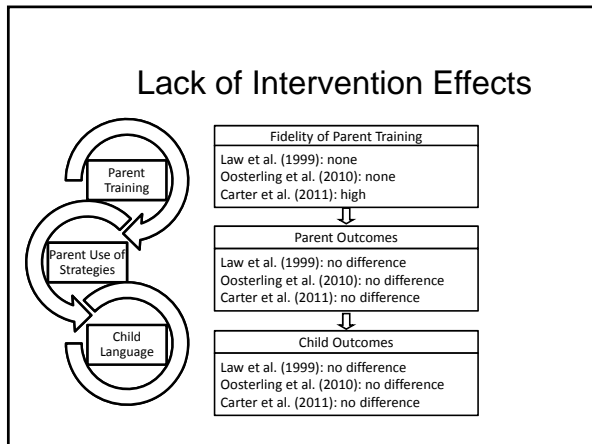 Lack of Intervention Effects
Parent
Training
Parent Use of
Strategies
Child
Language
Fidelity of Parent Training
Law et al. (1999): none
Oosterling et al. (2010): none
Carter et al. (2011): high
Parent Outcomes
Law et al. (1999): no difference
Oosterling et al. (2010): no difference
Carter et al. (2011): no difference
Child Outcomes
Law et al. (1999): no difference
Oosterling et al. (2010): no difference
Carter et al. (2011): no difference